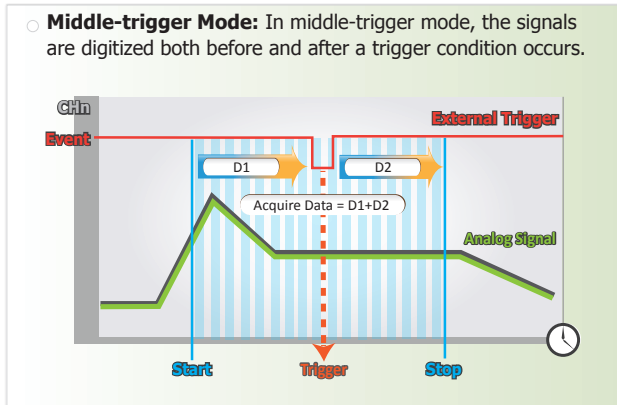 Middle-trigger Mode: In middle-trigger mode, the signals
are digitized both before and after a trigger condition occurs.
CHn
External Trigger
Event
D1
D2
Acquire Data = D1+D2
Analog Signal
Start
Trigger
Stop